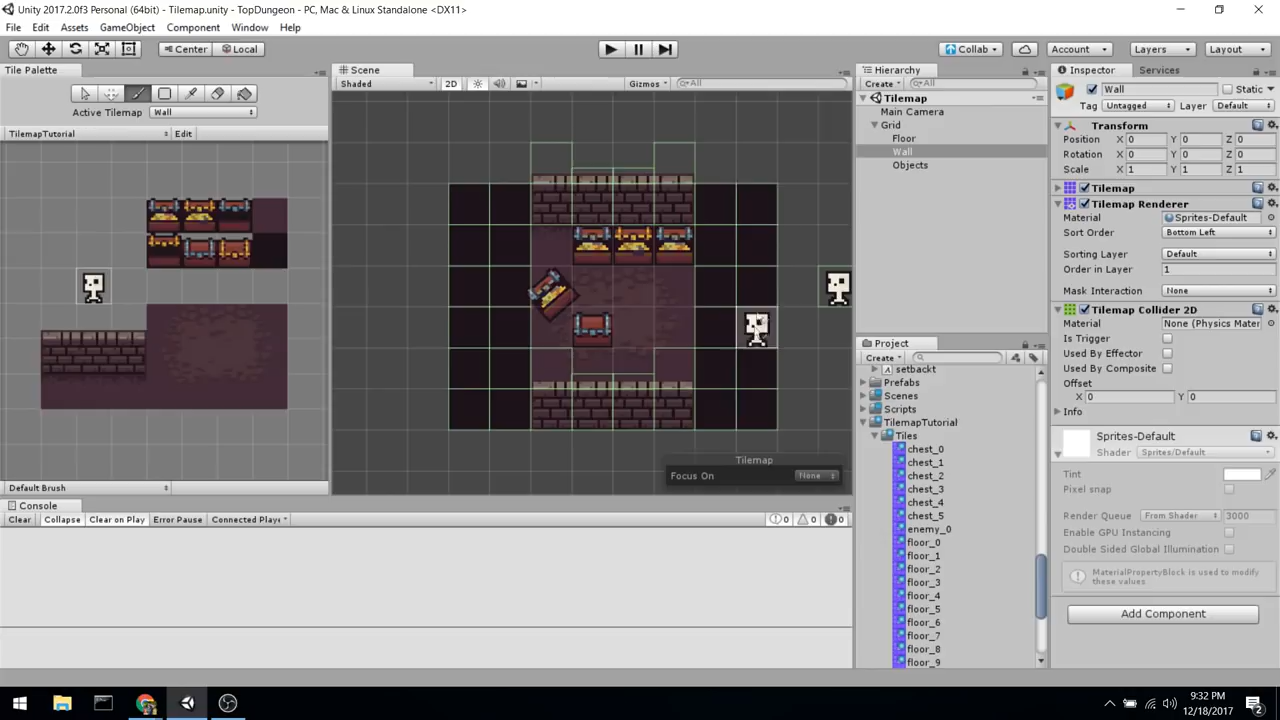 Unity 2017.2.0f3 Personal (64bit) - Tilemap.unity - TopDungeon - PC, Mac & Linux Standalone <DX11>
File Edit Assets GameObject Component Window Help
Center Local Collab Account Layers Layout
Tile Palette
Active Tilemap Wall
TilemapTutorial Edit
Default Brush
Scene
Shaded 2D Gizmos All
Tilemap
Focus On None
Console
Clear Collapse Clear on Play Error Pause Connected Playe 0 0 0
Hierarchy
Create All
Tilemap
Main Camera
Grid
Floor
Wall
Objects
Project
Create
setbackt
Prefabs
Scenes
Scripts
TilemapTutorial
Tiles
chest_0
chest_1
chest_2
chest_3
chest_4
chest_5
enemy_0
floor_0
floor_1
floor_2
floor_3
floor_4
floor_5
floor_6
floor_7
floor_8
floor_9
Inspector Services
Wall Static
Tag Untagged Layer Default
Transform
Position X 0 Y 0 Z 0
Rotation X 0 Y 0 Z 0
Scale X 1 Y 1 Z 1
Tilemap
Tilemap Renderer
Material Sprites-Default
Sort Order Bottom Left
Sorting Layer Default
Order in Layer 1
Mask Interaction None
Tilemap Collider 2D
Material None (Physics Mater
Is Trigger
Used By Effector
Used By Composite
Offset
X 0 Y 0
Info
Sprites-Default
Shader Sprites/Default
Tint
Pixel snap
Render Queue From Shader 3000
Enable GPU Instancing
Double Sided Global Illumination
MaterialPropertyBlock is used to modify
these values
Add Component
9:32 PM
12/18/2017
2